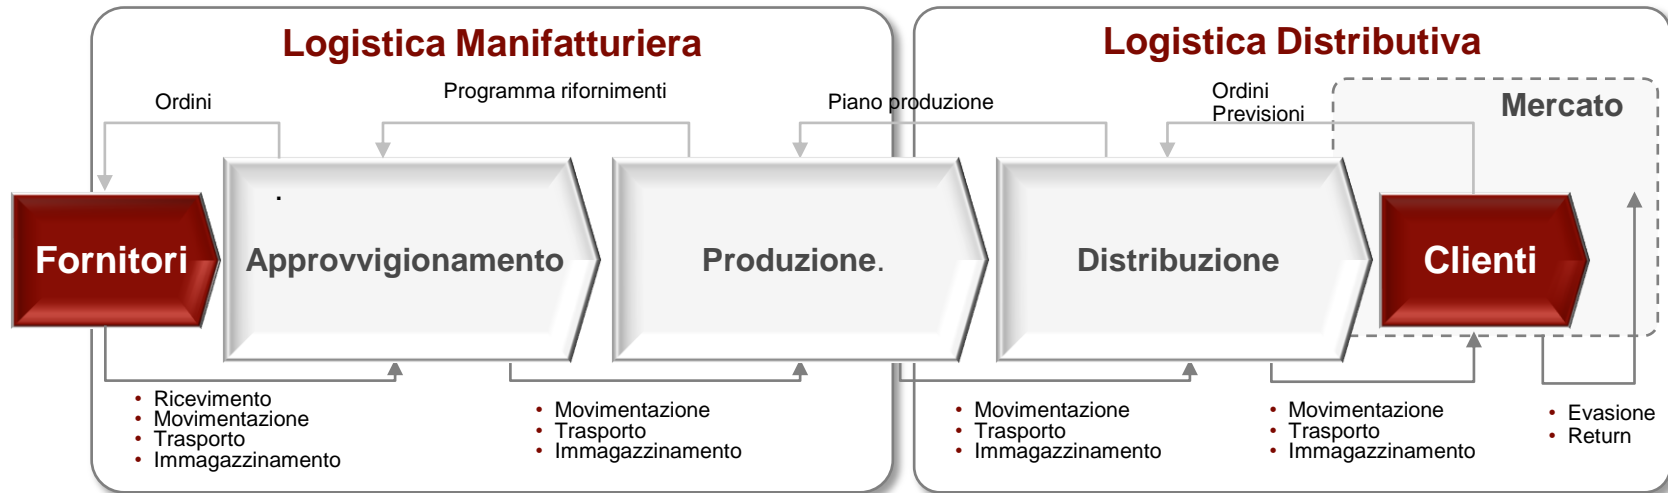 Logistica Manifatturiera
Logistica Distributiva
Ordini
Programma rifornimenti
Piano produzione
Ordini
Previsioni
Mercato
.
Fornitori
Approvvigionamento
Produzione.
Distribuzione
Clienti
• Ricevimento
• Movimentazione
• Trasporto
• Immagazzinamento
• Movimentazione
• Trasporto
• Immagazzinamento
• Movimentazione
• Trasporto
• Immagazzinamento
• Movimentazione
• Trasporto
• Immagazzinamento
• Evasione
• Return